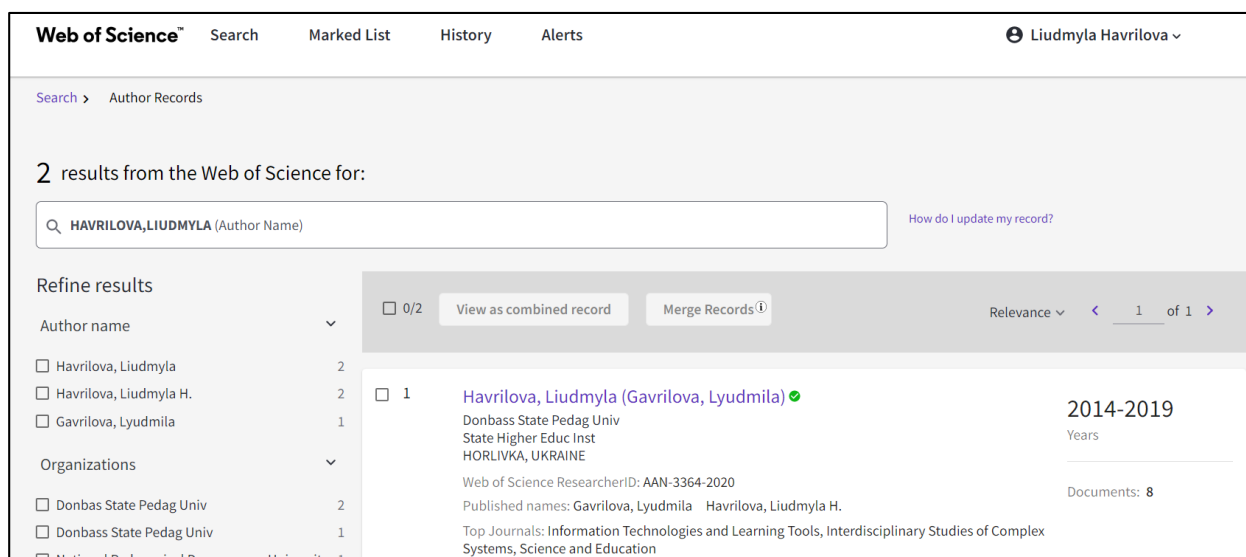 Web of Science™ Search Marked List History Alerts Liudmyla Havrilova
Search > Author Records
2 results from the Web of Science for:
HAVRILOVA,LIUDMYLA (Author Name)
How do I update my record?
Refine results
0/2 View as combined record Merge Records
Relevance < 1 of 1 >
Author name
Havrilova, Liudmyla 2
Havrilova, Liudmyla H. 2
Gavrilova, Lyudmila 1
Organizations
Donbas State Pedag Univ 2
Donbass State Pedag Univ 1
1
1
Havrilova, Liudmyla (Gavrilova, Lyudmila)
Donbass State Pedag Univ
State Higher Educ Inst
HORLIVKA, UKRAINE
Web of Science ResearcherID: AAN-3364-2020
Published names: Gavrilova, Lyudmila Havrilova, Liudmyla H.
Top Journals: Information Technologies and Learning Tools, Interdisciplinary Studies of Complex
Systems, Science and Education
2014-2019
Years
Documents: 8